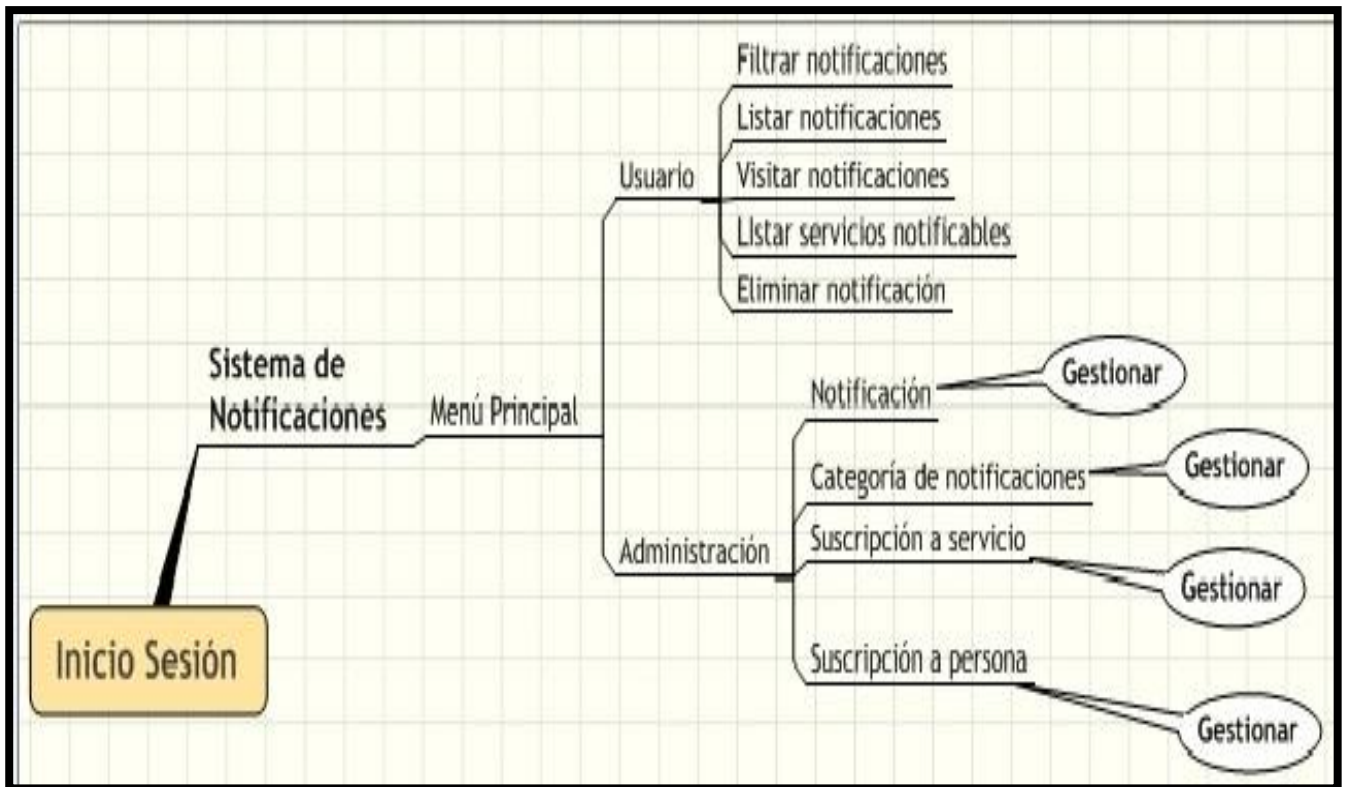 Filtrar notificaciones
Listar notificaciones
Usuario
Visitar notificaciones
LIstar servicios notificables
Eliminar notificación
Sistema de
Notificaciones
Menú Principal
Notificación
Gestionar
Categoría de notificaciones
Gestionar
Administración
Suscripción a servicio
Gestionar
Suscripción a persona
Gestionar
Inicio Sesión